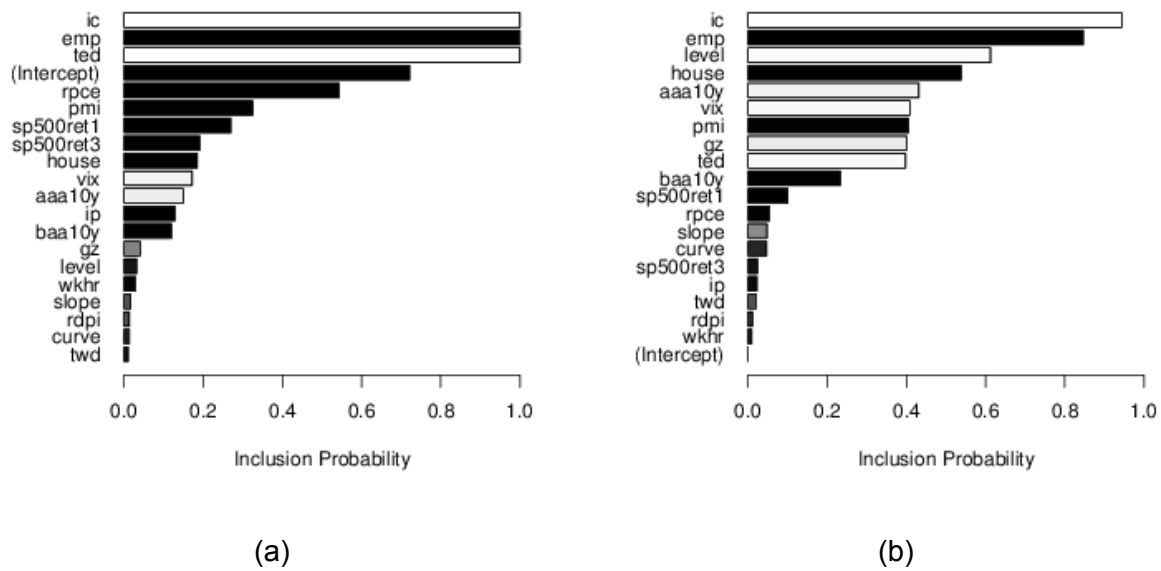 ic
emp
ted
(Intercept)
rpce
pmi
sp500ret1
sp500ret3
house
vix
aaa10y
ip
baa10y
gz
level
wkhr
slope
rdpi
curve
twd
0.0 0.2 0.4 0.6 0.8 1.0
Inclusion Probability
(a)
ic
emp
level
house
aaa10y
vix
pmi
gz
ted
baa10y
sp500ret1
rpce
slope
curve
sp500ret3
ip
twd
rdpi
wkhr
(Intercept)
0.0 0.2 0.4 0.6 0.8 1.0
Inclusion Probability
(b)